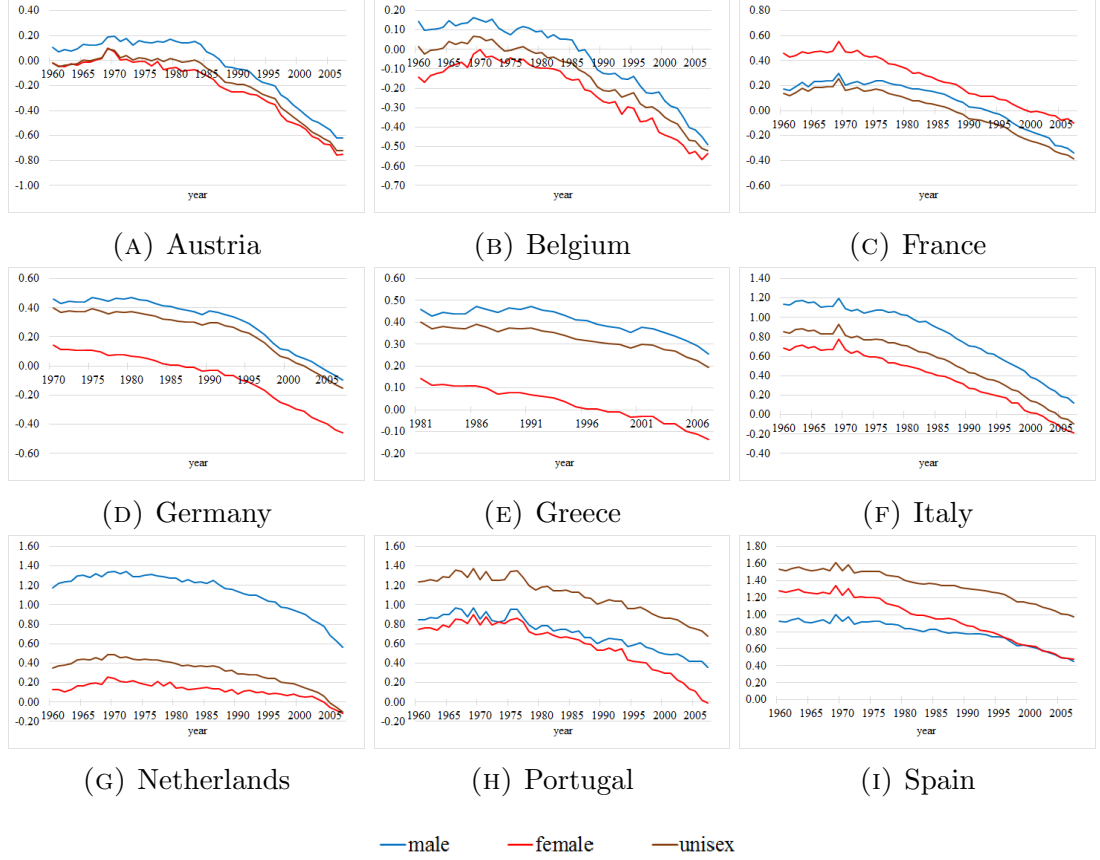 0.40
0.20
0.00
-0.20
-0.40
-0.60
-0.80
-1.00
1960 1965 1970 1975 1980 1985 1990 1995 2000 2005
year
(A) Austria
0.20
0.10
0.00
-0.10
-0.20
-0.30
-0.40
-0.50
-0.60
-0.70
1960 1965 1970 1975 1980 1985 1990 1995 2000 2005
year
(B) Belgium
0.80
0.60
0.40
0.20
0.00
-0.20
-0.40
-0.60
1960 1965 1970 1975 1980 1985 1990 1995 2000 2005
year
(C) France
0.60
0.40
0.20
0.00
-0.20
-0.40
-0.60
1970 1975 1980 1985 1990 1995 2000 2005
year
(D) Germany
0.60
0.50
0.40
0.30
0.20
0.10
0.00
-0.10
-0.20
1981 1986 1991 1996 2001 2006
year
(E) Greece
1.40
1.20
1.00
0.80
0.60
0.40
0.20
0.00
-0.20
-0.40
1960 1965 1970 1975 1980 1985 1990 1995 2000 2005
year
(F) Italy
1.60
1.40
1.20
1.00
0.80
0.60
0.40
0.20
0.00
-0.20
1960 1965 1970 1975 1980 1985 1990 1995 2000 2005
year
(G) Netherlands
1.60
1.40
1.20
1.00
0.80
0.60
0.40
0.20
0.00
-0.20
1960 1965 1970 1975 1980 1985 1990 1995 2000 2005
year
(H) Portugal
1.80
1.60
1.40
1.20
1.00
0.80
0.60
0.40
0.20
0.00
1960 1965 1970 1975 1980 1985 1990 1995 2000 2005
year
(I) Spain
male female unisex